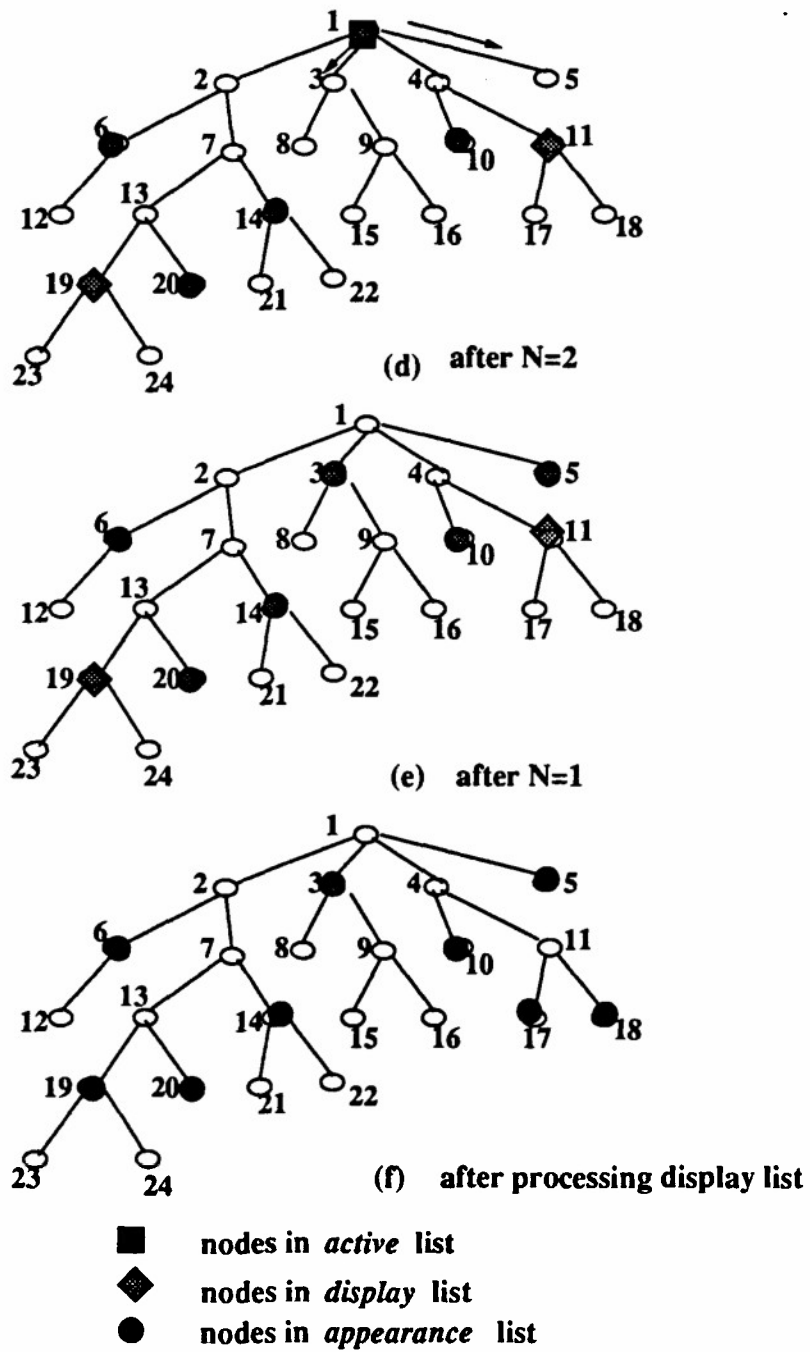 1
2 3 4 5
6 7 8 9 10 11
12 13 14 15 16 17 18
19 20 21 22
23 24
(d) after N=2
1
2 3 4 5
6 7 8 9 10 11
12 13 14 15 16 17 18
19 20 21 22
23 24
(e) after N=1
1
2 3 4 5
6 7 8 9 10 11
12 13 14 15 16 17 18
19 20 21 22
23 24
(f) after processing display list
nodes in active list
nodes in display list
nodes in appearance list